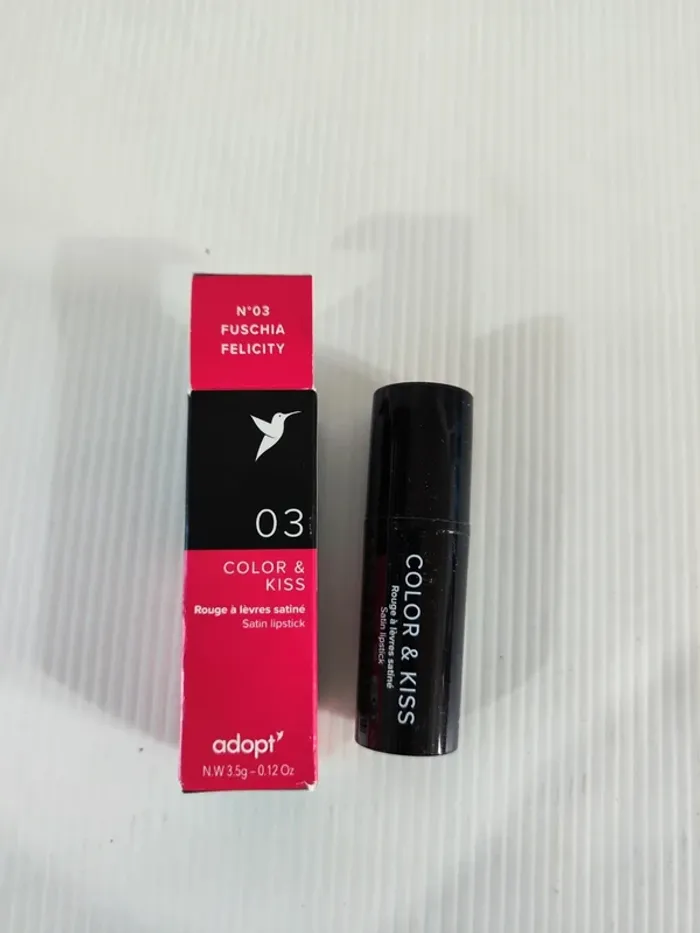 N°03
FUSCHIA
FELICITY
03
COLOR &
KISS
Rouge à lèvres satiné
Satin lipstick
adopt'
N.W 3.5g – 0.12 Oz
COLOR & KISS
Rouge à lèvres satiné
Satin lipstick